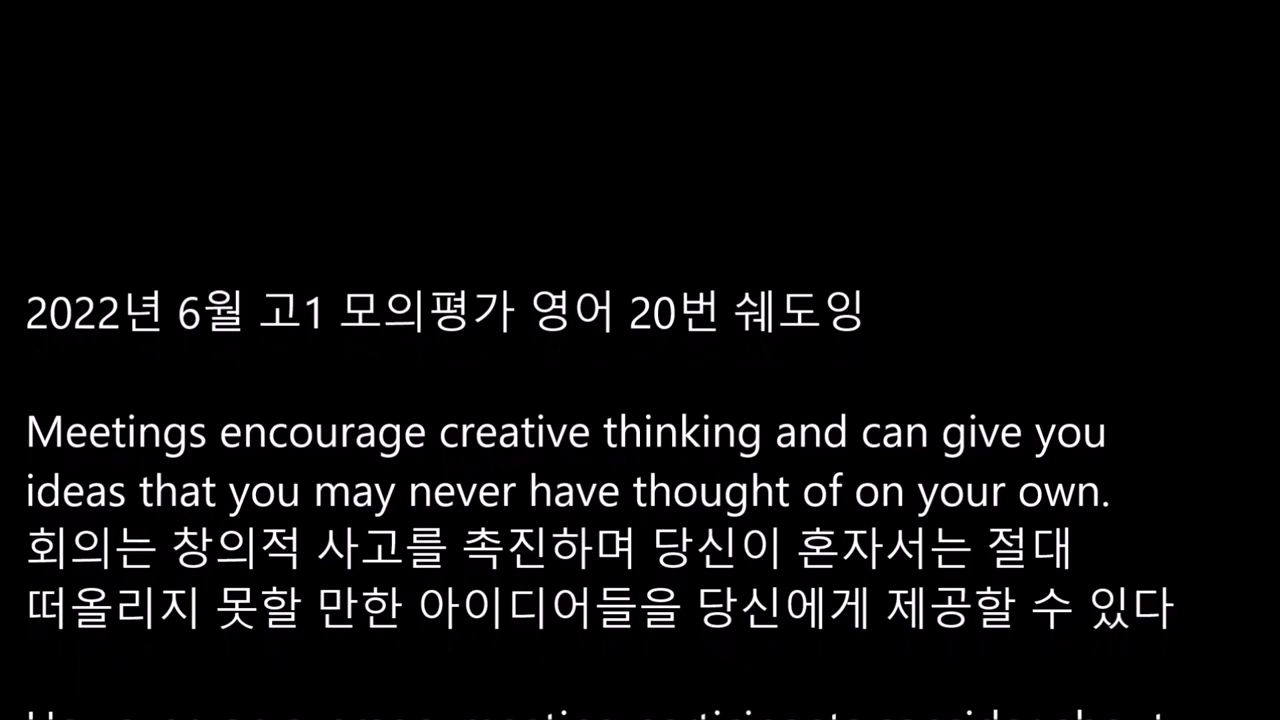 2022년 6월 고1 모의평가 영어 20번 쉐도잉
Meetings encourage creative thinking and can give you
ideas that you may never have thought of on your own.
회의는 창의적 사고를 촉진하며 당신이 혼자서는 절대
떠올리지 못할 만한 아이디어들을 당신에게 제공할 수 있다